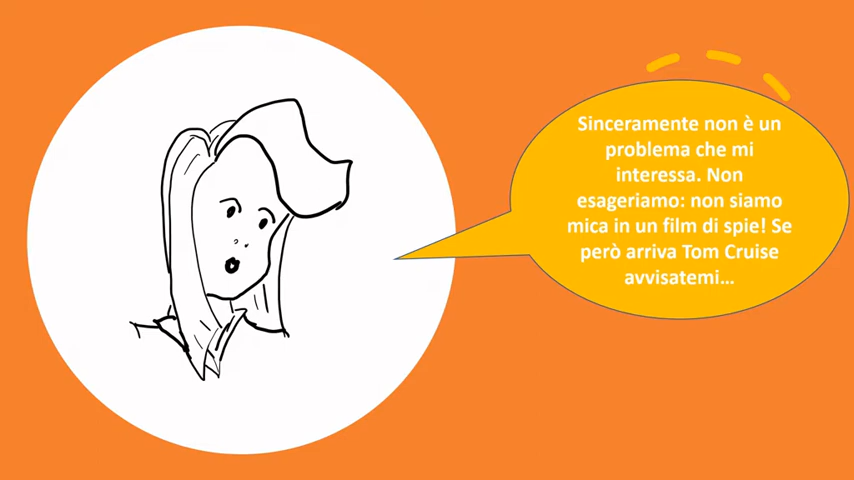 Sinceramente non è un
problema che mi
interessa. Non
esageriamo: non siamo
mica in un film di spie! Se
però arriva Tom Cruise
avvisatemi...